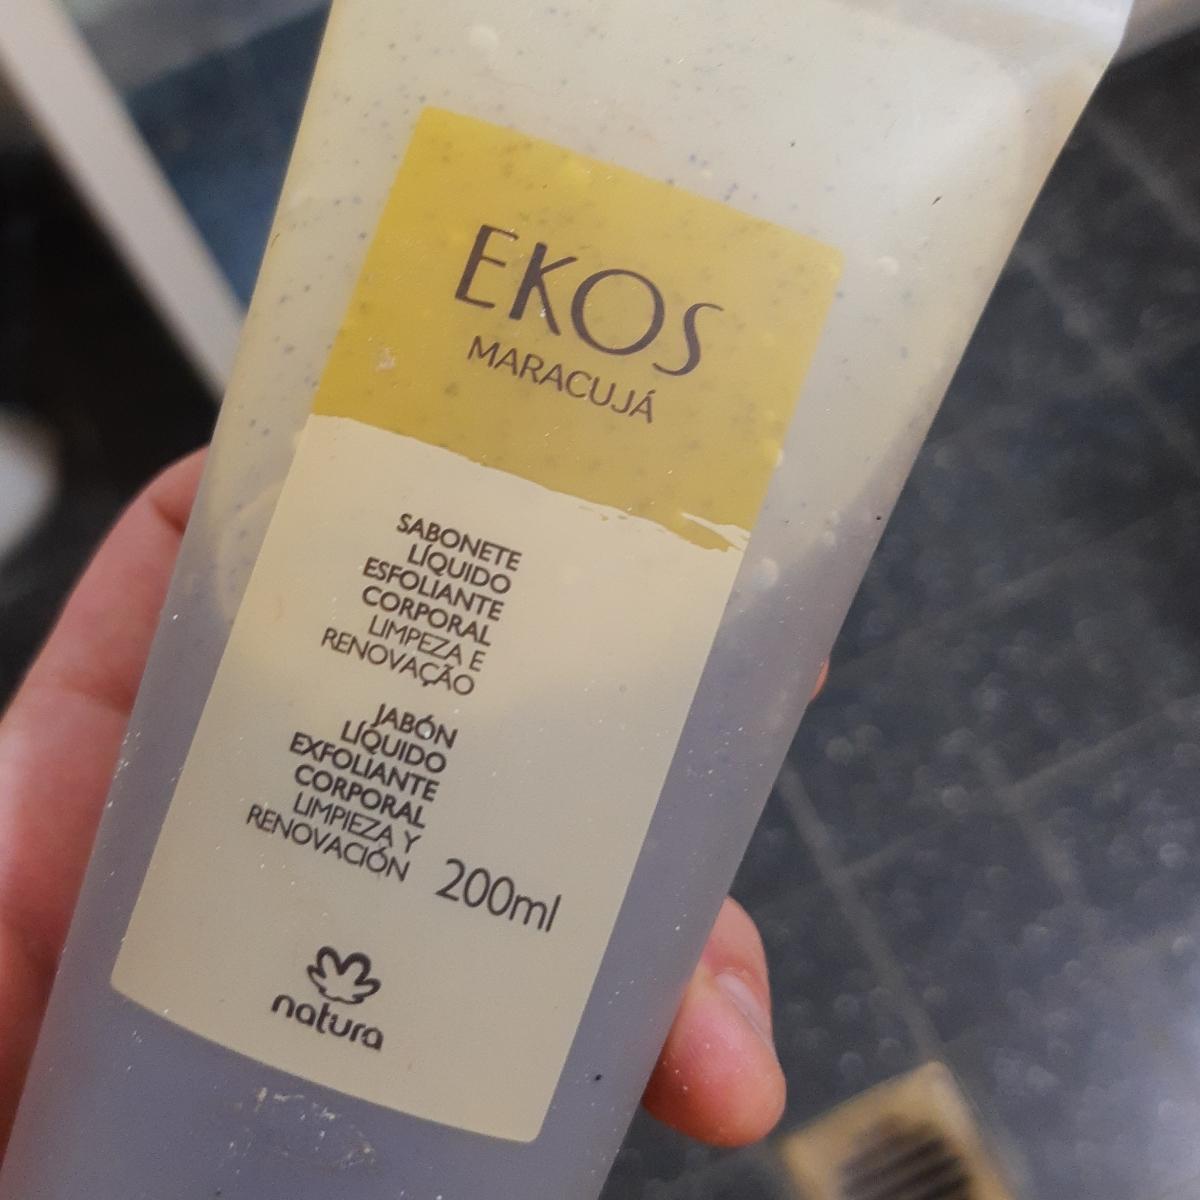 EKOS
MARACUJÁ
SABONETE
LÍQUIDO
ESFOLIANTE
CORPORAL
LIMPEZA E
RENOVAÇÃO
JABÓN
LÍQUIDO
EXFOLIANTE
CORPORAL
LIMPIEZA Y
RENOVACIÓN
200ml
natura